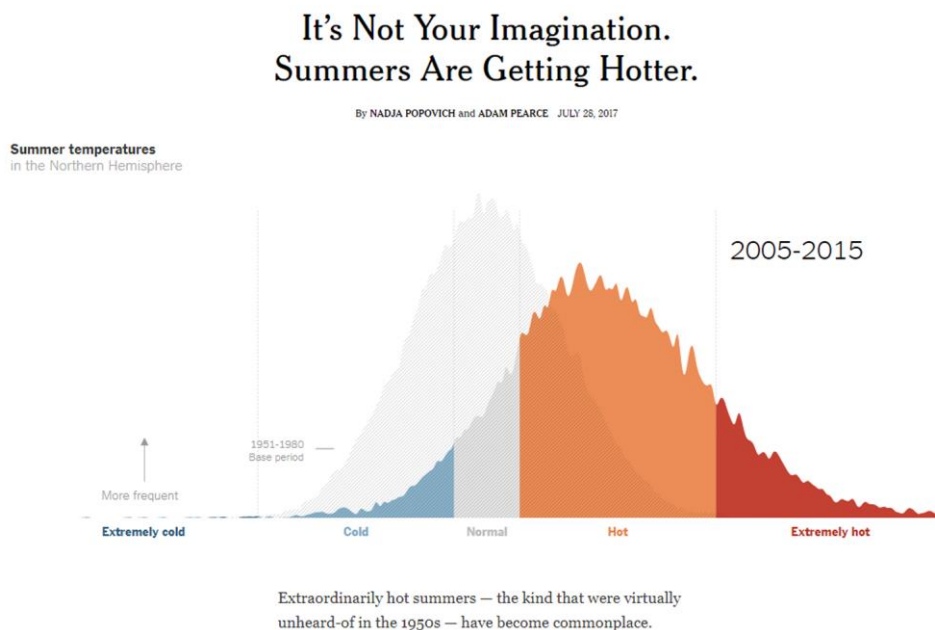 It’s Not Your Imagination.
Summers Are Getting Hotter.
By NADJA POPOVICH and ADAM PEARCE JULY 28, 2017
Summer temperatures
in the Northern Hemisphere
2005-2015
1951-1980
Base period
More frequent
Extremely cold
Cold
Normal
Hot
Extremely hot
Extraordinarily hot summers — the kind that were virtually
unheard-of in the 1950s — have become commonplace.